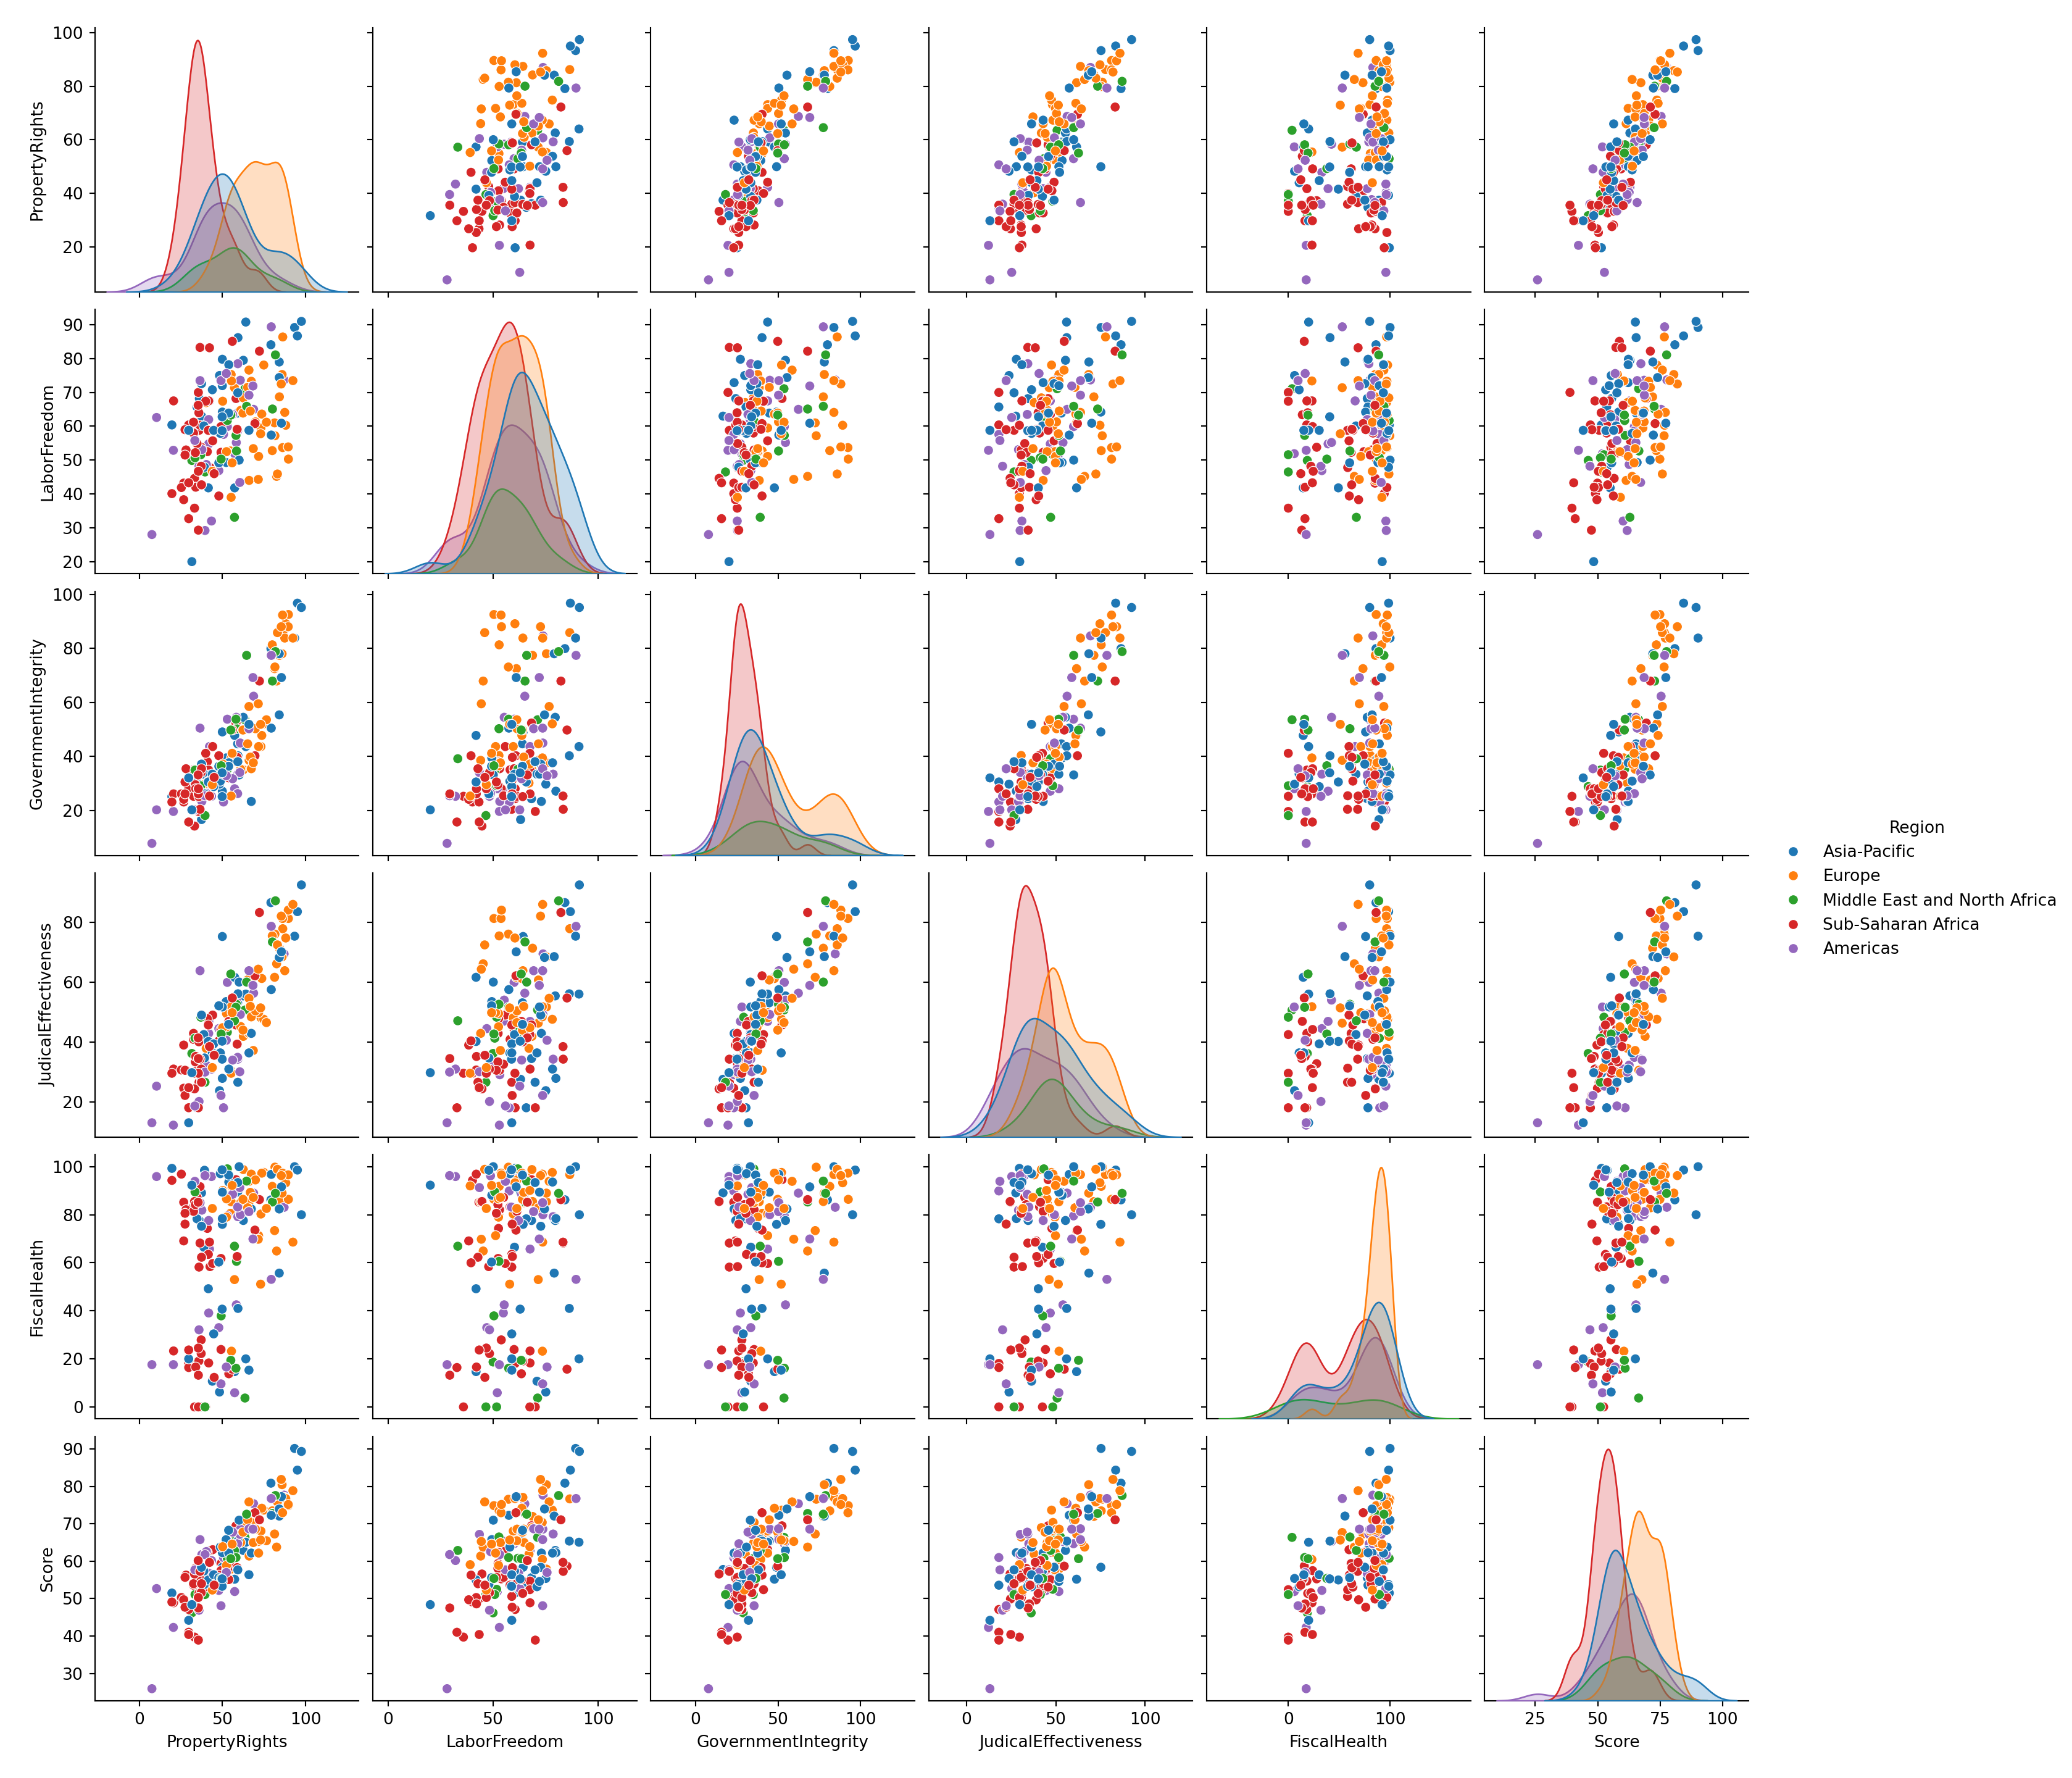 100
80
60
40
20
PropertyRights
90
80
70
60
50
40
30
20
LaborFreedom
100
80
60
40
20
GovernmentIntegrity
80
60
40
20
JudicalEffectiveness
100
80
60
40
20
0
FiscalHealth
90
80
70
60
50
40
30
Score
0 50 100
PropertyRights
0 50 100
LaborFreedom
0 50 100
GovernmentIntegrity
0 50 100
JudicalEffectiveness
0 100
FiscalHealth
25 50 75 100
Score
Region
Asia-Pacific
Europe
Middle East and North Africa
Sub-Saharan Africa
Americas